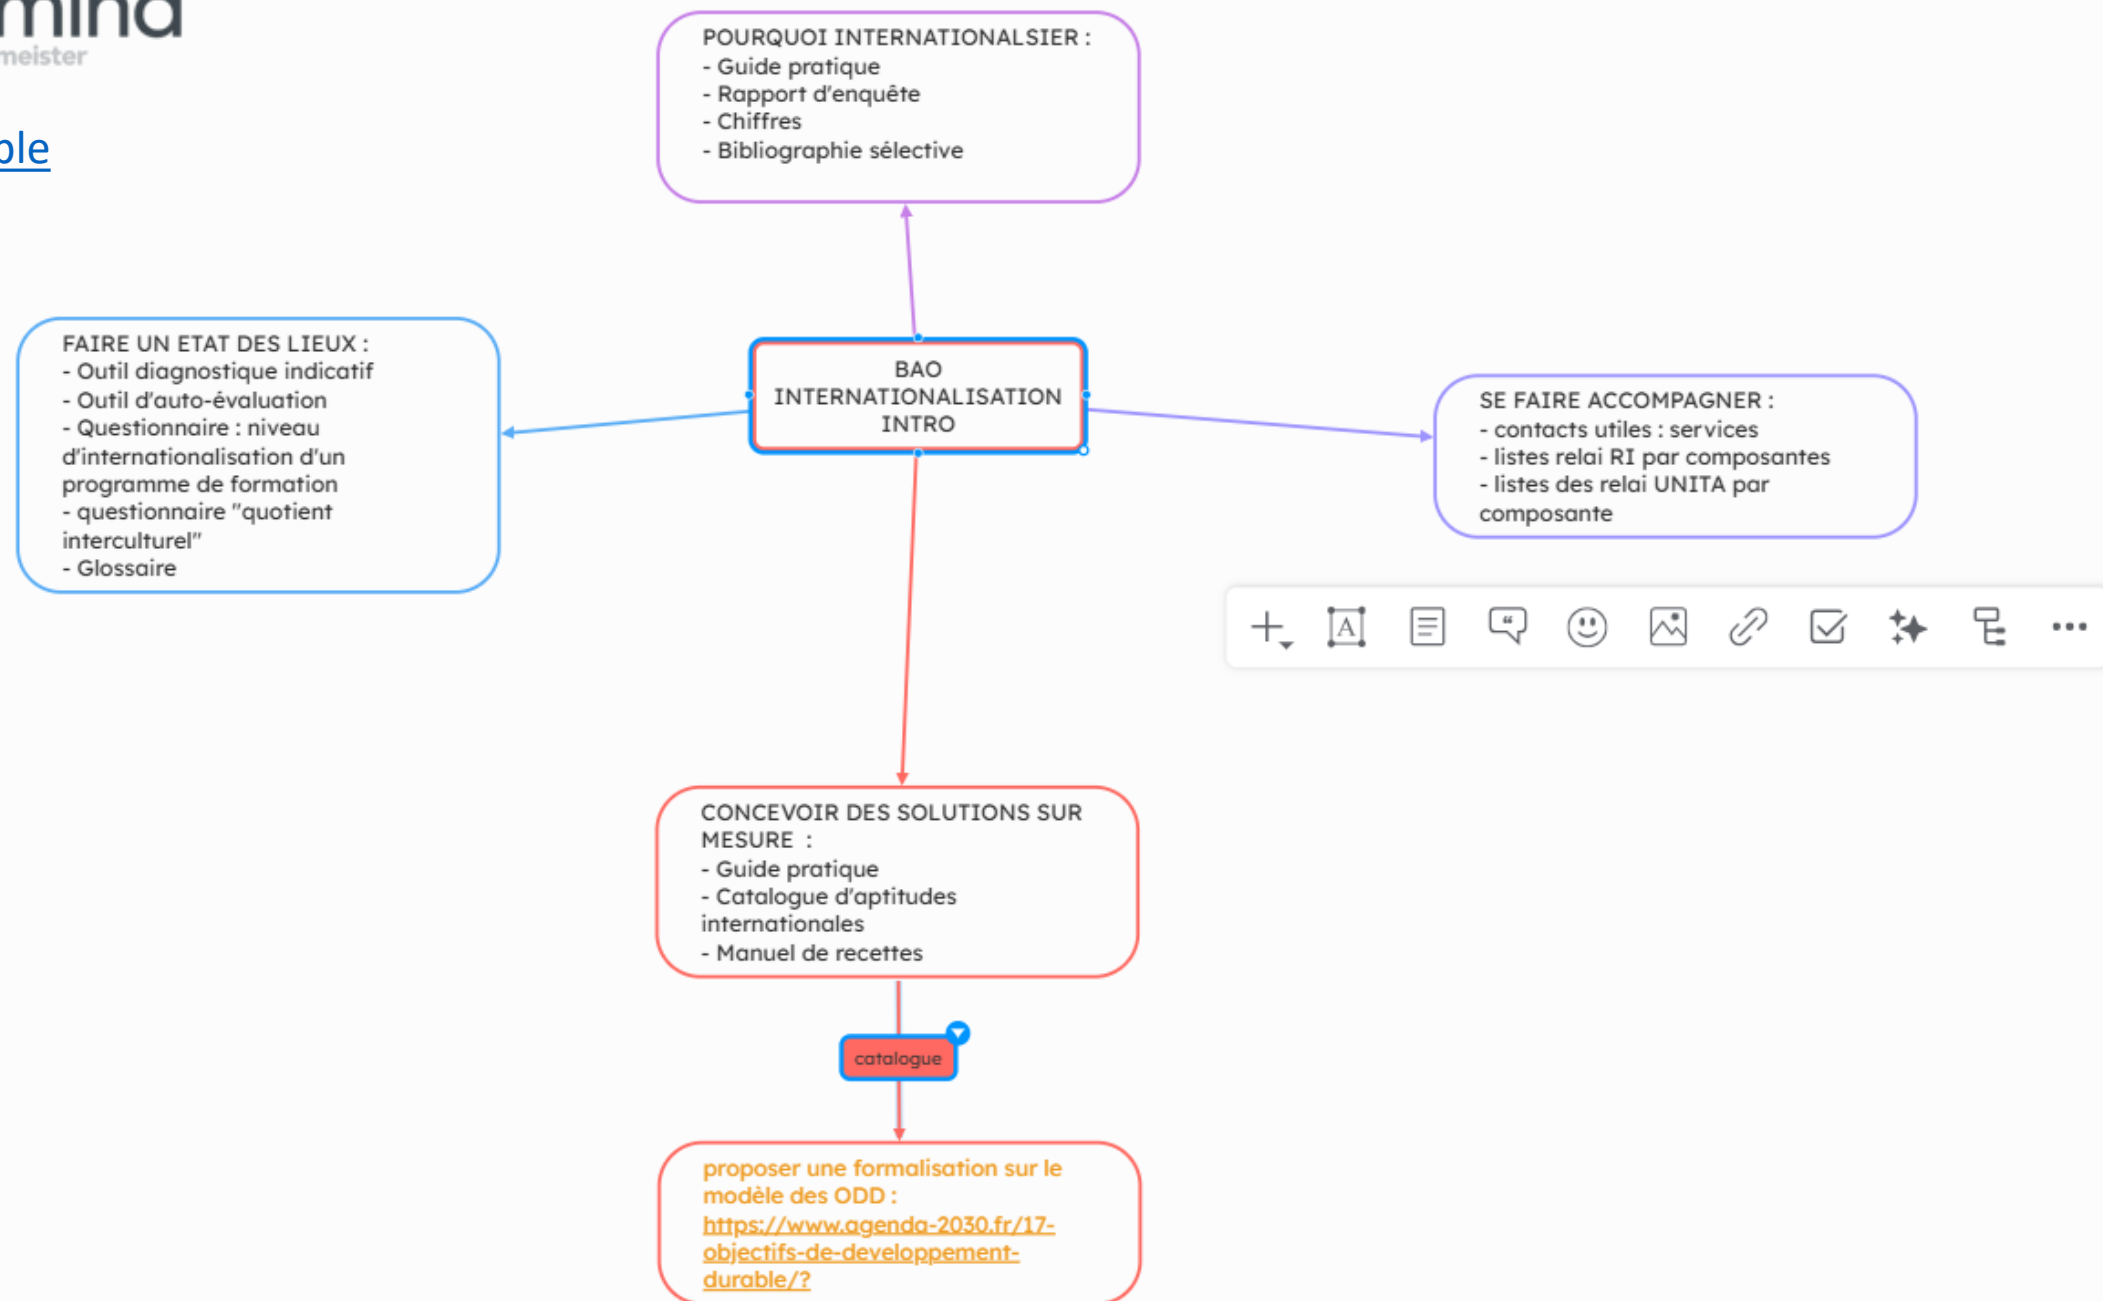 mind
meister
ble
POURQUOI INTERNATIONALSIER :
- Guide pratique
- Rapport d'enquête
- Chiffres
- Bibliographie sélective
FAIRE UN ETAT DES LIEUX :
- Outil diagnostique indicatif
- Outil d'auto-évaluation
- Questionnaire : niveau
d'internationalisation d'un
programme de formation
- questionnaire "quotient
interculturel"
- Glossaire
BAO
INTERNATIONALISATION
INTRO
SE FAIRE ACCOMPAGNER :
- contacts utiles : services
- listes relai RI par composantes
- listes des relai UNITA par
composante
CONCEVOIR DES SOLUTIONS SUR
MESURE  :
- Guide pratique
- Catalogue d'aptitudes
internationales
- Manuel de recettes
catalogue
proposer une formalisation sur le
modèle des ODD :
https://www.agenda-2030.fr/17-
objectifs-de-developpement-
durable/?